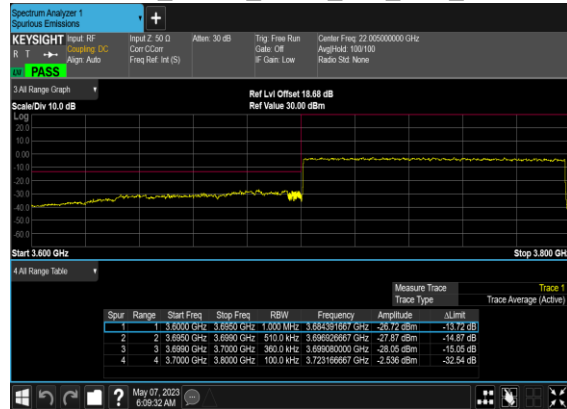 Spectrum Analyzer 1
Spurious Emissions
+
KEYSIGHT Input: RF Input Z: 50 Ω Atten: 30 dB Trig: Free Run Center Freq: 22.005000000 GHz
R T Coupling: DC Corr CCorr Gate: Off Avg|Hold: 100/100
Align: Auto Freq Ref: Int (S) IF Gain: Low Radio Std: None
PASS
3 All Range Graph
Ref Lvl Offset 18.68 dB
Scale/Div 10.0 dB Ref Value 30.00 dBm
Log
20.0
10.0
0.00
-10.0
-20.0
-30.0
-40.0
-50.0
-60.0
Start 3.600 GHz Stop 3.800 GH
4 All Range Table
Measure Trace Trace 1
Trace Type Trace Average (Active)
Spur Range Start Freq Stop Freq RBW Frequency Amplitude ΔLimit
1 1 3.6000 GHz 3.6950 GHz 1.000 MHz 3.684391667 GHz -26.72 dBm -13.72 dB
2 2 3.6950 GHz 3.6990 GHz 510.0 kHz 3.696926667 GHz -27.87 dBm -14.87 dB
3 3 3.6990 GHz 3.7000 GHz 360.0 kHz 3.699080000 GHz -28.05 dBm -15.05 dB
4 4 3.7000 GHz 3.8000 GHz 100.0 kHz 3.723166667 GHz -2.536 dBm -32.54 dB
? May 07, 2023
6:09:32 AM